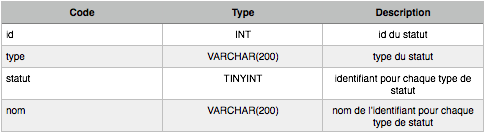 Code Type Description
id INT id du statut
type VARCHAR(200) type du statut
statut TINYINT identifiant pour chaque type de
statut
nom VARCHAR(200) nom de l'identifiant pour chaque
type de statut